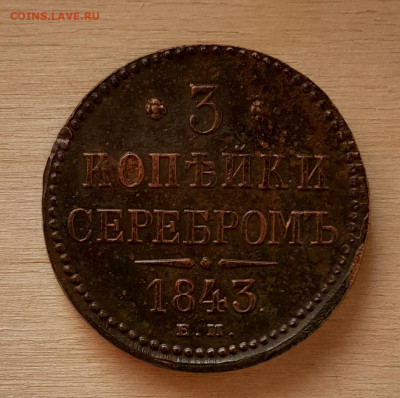 COINS.LAVE.RU
3
КОПѢЙКИ
СЕРЕБРОМЪ
1843.
Е.М.